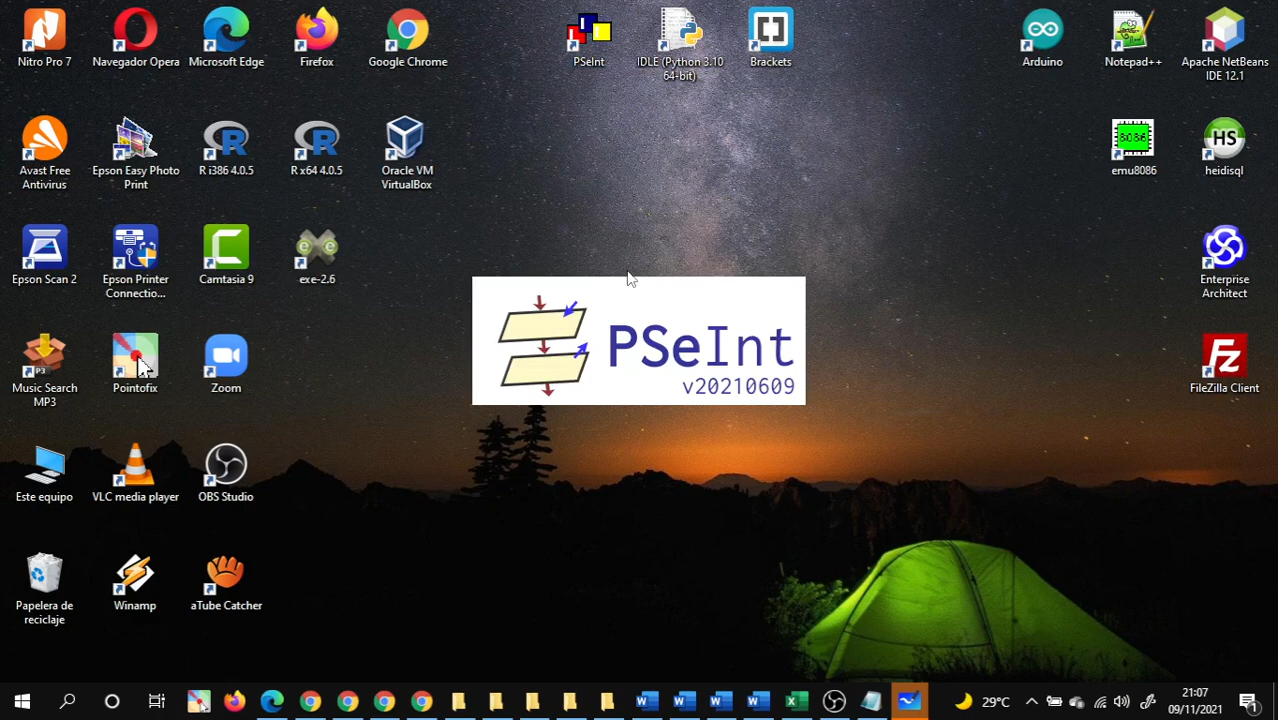 Nitro Pro 7
Navegador Opera
Microsoft Edge
Firefox
Google Chrome
PSeInt
IDLE (Python 3.10
64-bit)
Brackets
Arduino
Notepad++
Apache NetBeans
IDE 12.1
Avast Free
Antivirus
Epson Easy Photo
Print
R i386 4.0.5
R x64 4.0.5
Oracle VM
VirtualBox
8086
emu8086
HS
heidisql
Epson Scan 2
Epson Printer
Connectio...
Camtasia 9
exe-2.6
Enterprise
Architect
PSeInt
v20210609
P3
Music Search
MP3
Pointofix
Zoom
FileZilla Client
Este equipo
VLC media player
OBS Studio
Papelera de
reciclaje
Winamp
aTube Catcher
29°C
21:07
09/11/2021
1